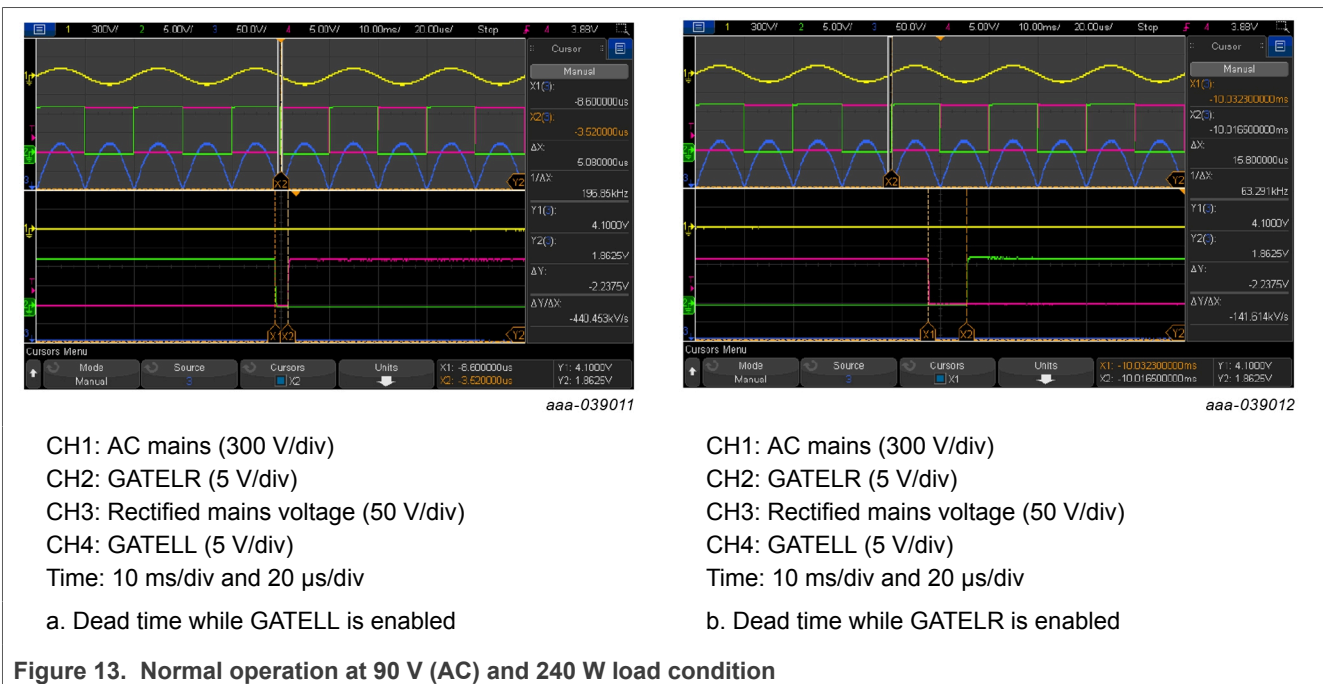 1 300V/ 2 5.00V/ 3 50.0V/ 4 5.00V/ 10.00ms/ 20.00us/ Stop 4 3.88V
Cursor
Manual
X1(3):
-8.600000us
X2(3):
-3.520000us
ΔX:
5.080000us
1/ΔX:
196.85kHz
Y1(3):
4.1000V
Y2(3):
1.8625V
ΔY:
-2.2375V
ΔY/ΔX:
-440.453kV/s
X2
Y2
X1 X2
Y2
Cursors Menu
Mode
Manual
Source
3
Cursors
X2
Units
X1: -8.600000us
X2: -3.520000us
Y1: 4.1000V
Y2: 1.8625V
aaa-039011
CH1: AC mains (300 V/div)
CH2: GATELR (5 V/div)
CH3: Rectified mains voltage (50 V/div)
CH4: GATELL (5 V/div)
Time: 10 ms/div and 20 μs/div
a. Dead time while GATELL is enabled
1 300V/ 2 5.00V/ 3 50.0V/ 4 5.00V/ 10.00ms/ 20.00us/ Stop 4 3.88V
Cursor
Manual
X1(3):
-10.032300000ms
X2(3):
-10.016500000ms
ΔX:
15.800000us
1/ΔX:
63.291kHz
Y1(3):
4.1000V
Y2(3):
1.8625V
ΔY:
-2.2375V
ΔY/ΔX:
-141.614kV/s
X2
Y2
X1 X2
Y2
Cursors Menu
Mode
Manual
Source
3
Cursors
X1
Units
X1: -10.032300000ms
X2: -10.016500000ms
Y1: 4.1000V
Y2: 1.8625V
aaa-039012
CH1: AC mains (300 V/div)
CH2: GATELR (5 V/div)
CH3: Rectified mains voltage (50 V/div)
CH4: GATELL (5 V/div)
Time: 10 ms/div and 20 μs/div
b. Dead time while GATELR is enabled
Figure 13. Normal operation at 90 V (AC) and 240 W load condition